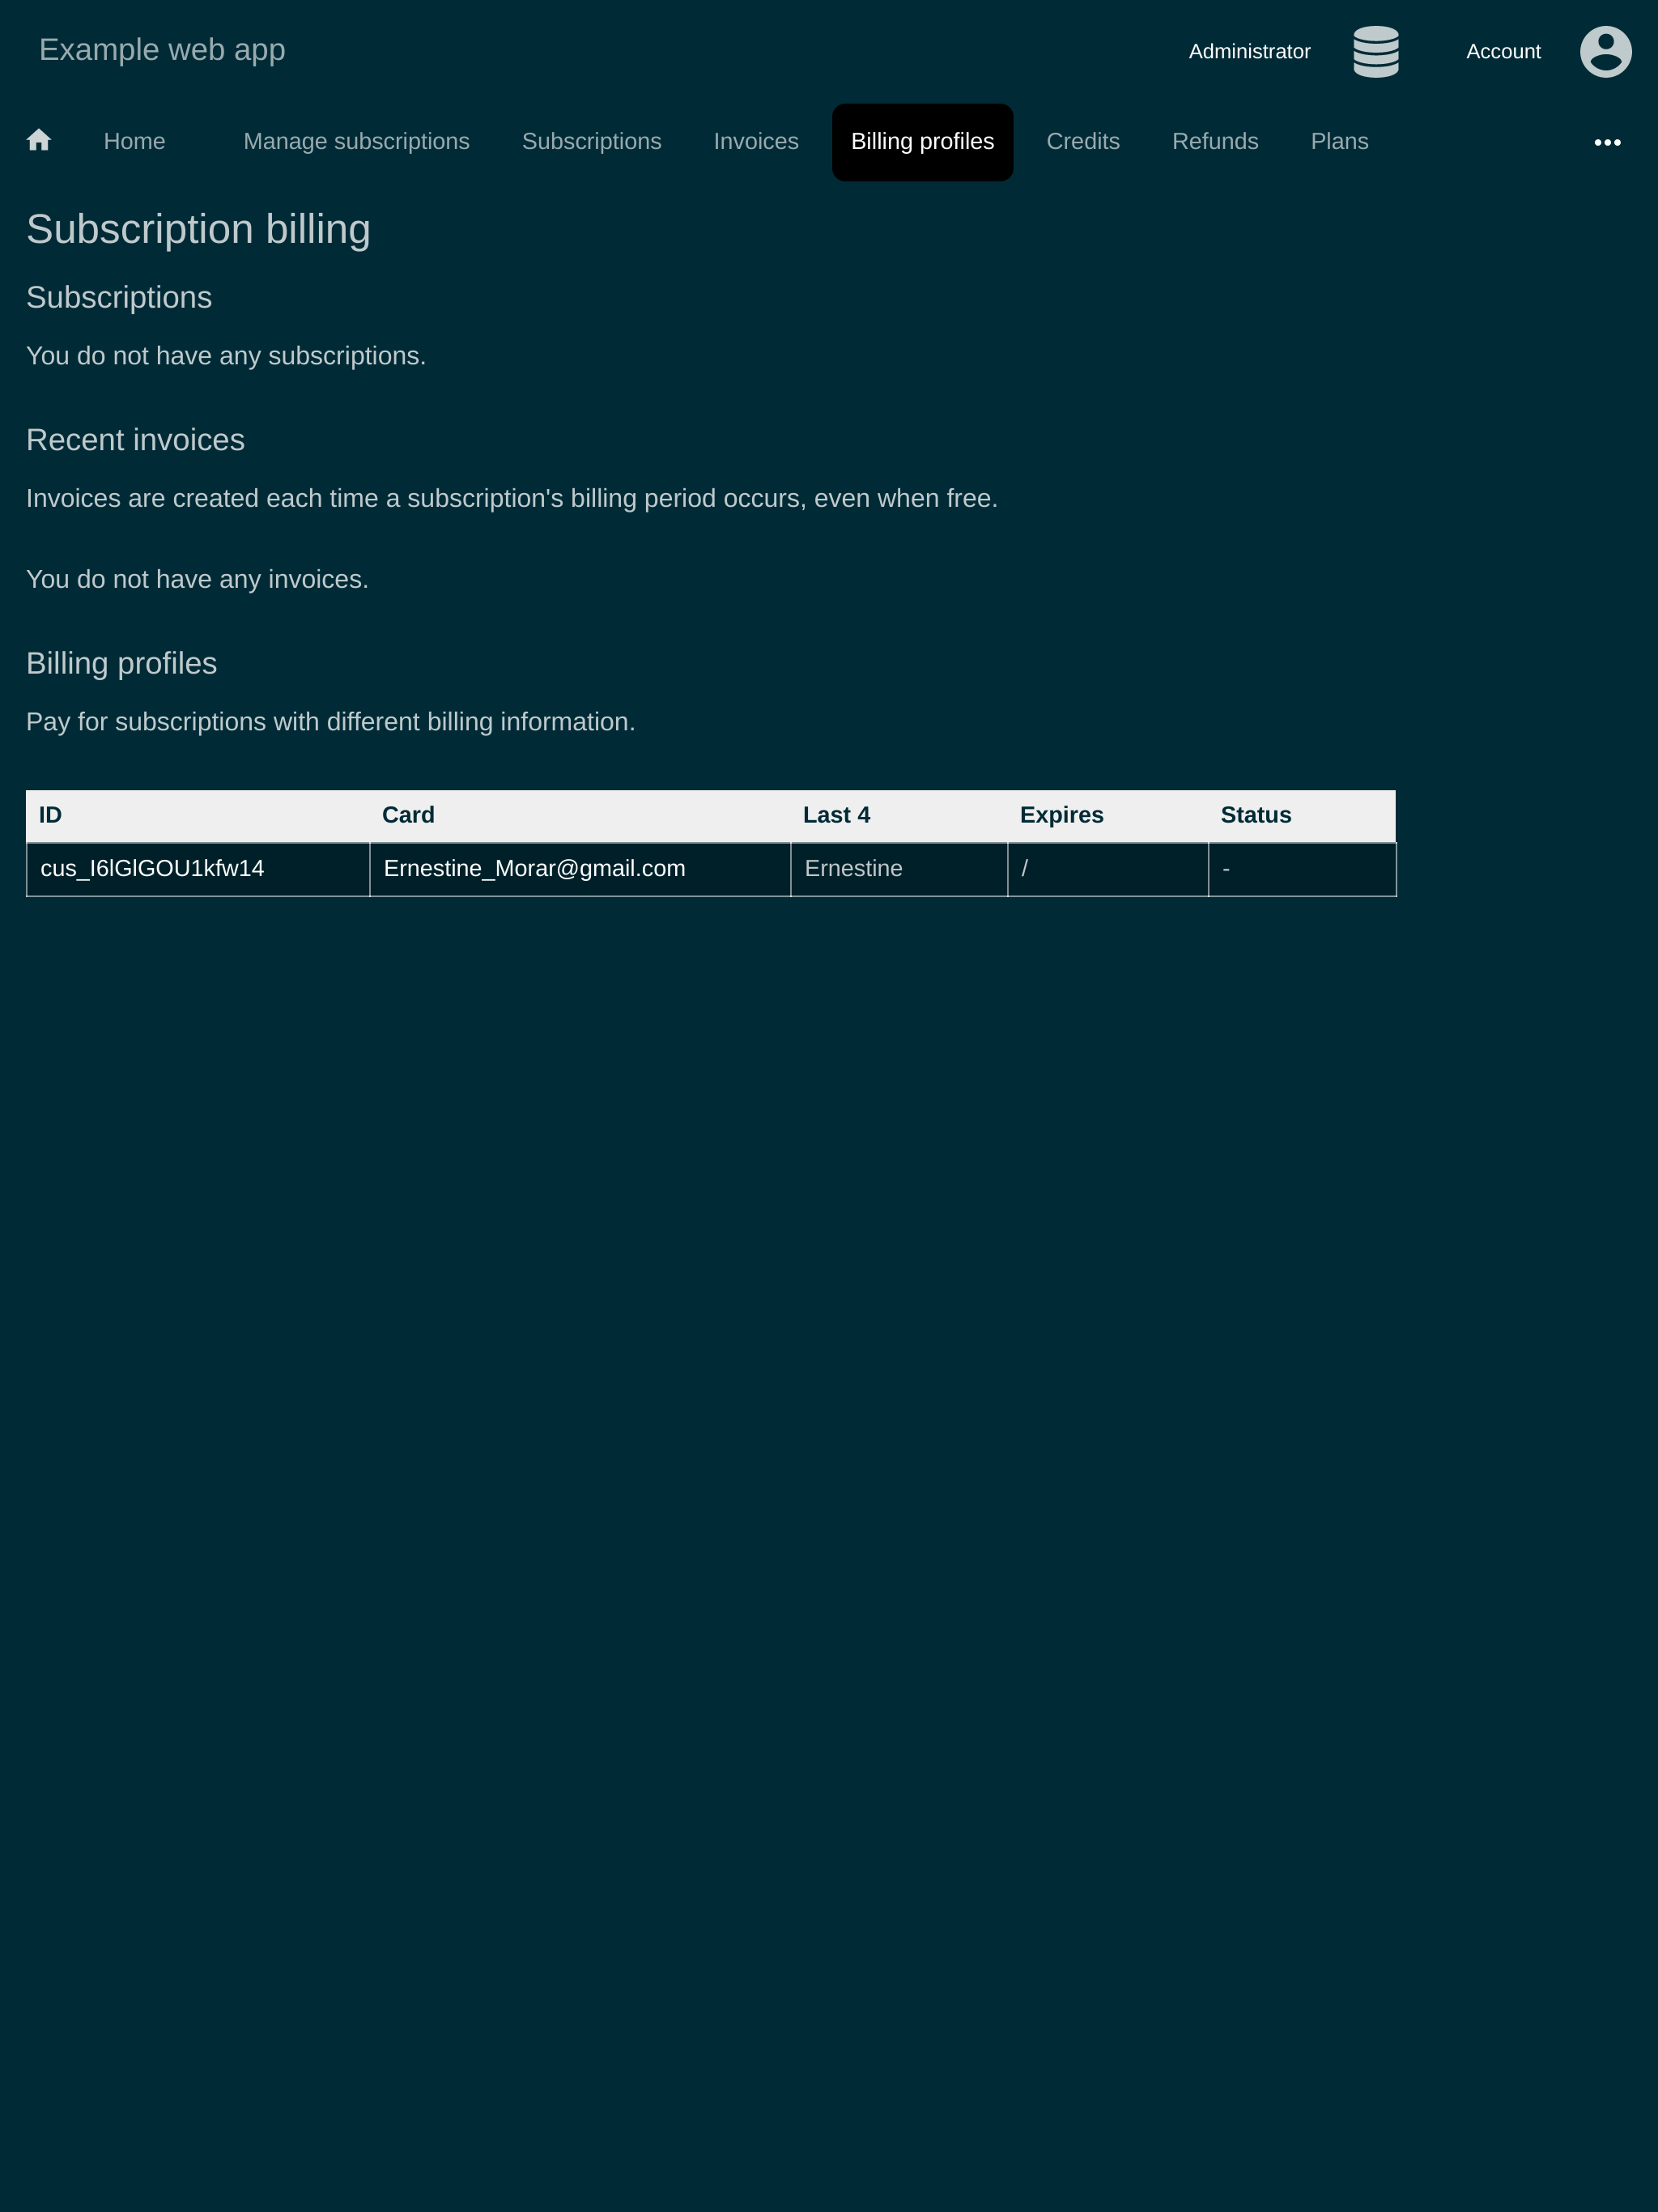 Example web app
Administrator
Account
Home
Manage subscriptions
Subscriptions
Invoices
Billing profiles
Credits
Refunds
Plans
Subscription billing
Subscriptions
You do not have any subscriptions.
Recent invoices
Invoices are created each time a subscription's billing period occurs, even when free.
You do not have any invoices.
Billing profiles
Pay for subscriptions with different billing information.
ID Card Last 4 Expires Status
cus_I6lGlGOU1kfw14 Ernestine_Morar@gmail.com Ernestine / -